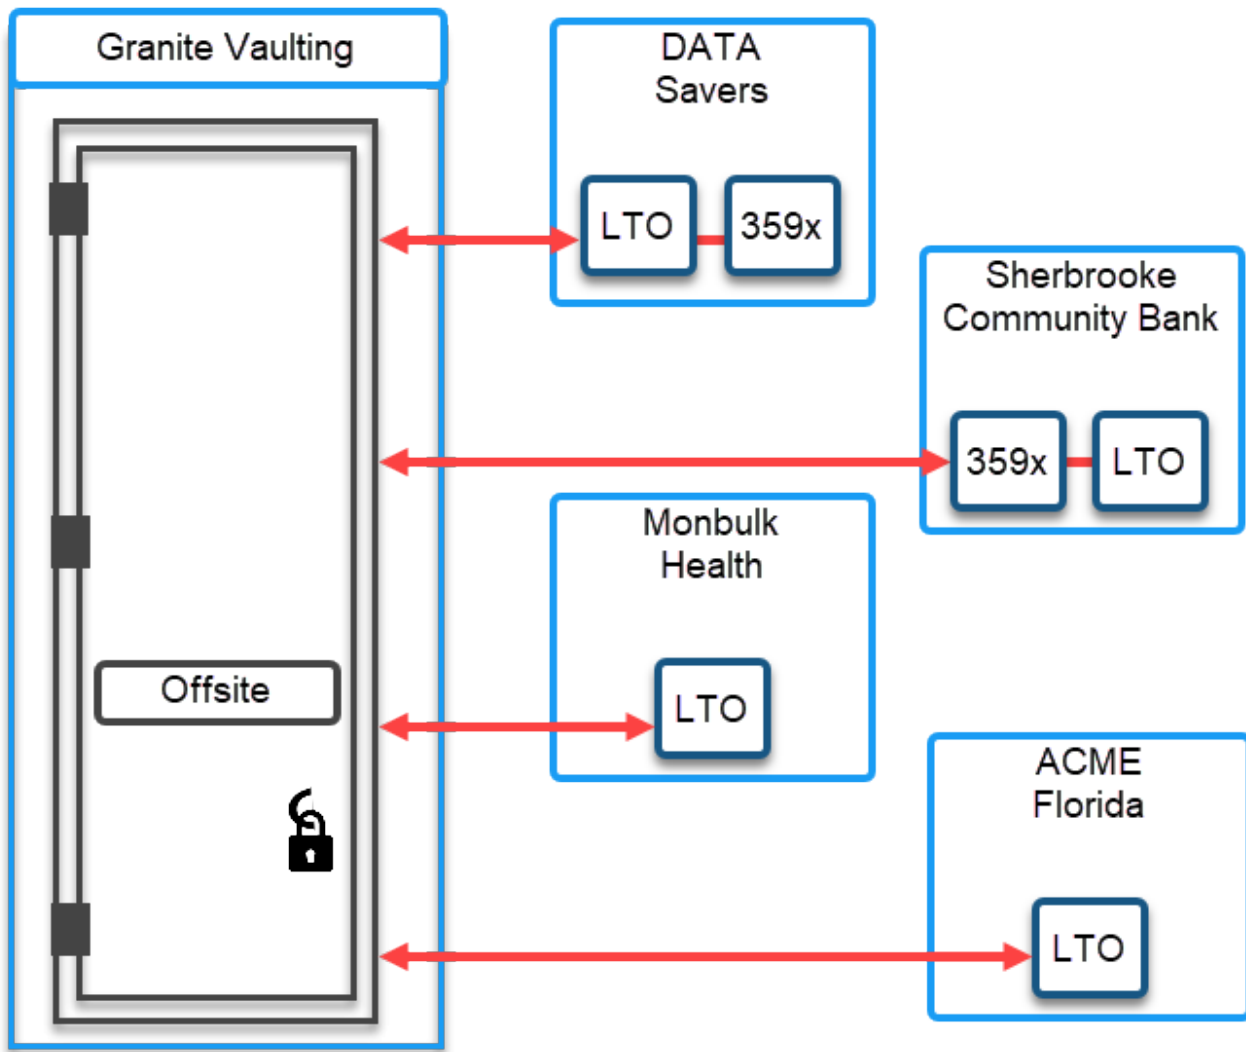 Granite Vaulting
DATA
Savers
LTO
359x
Sherbrooke
Community Bank
359x
LTO
Monbulk
Health
LTO
Offsite
ACME
Florida
LTO